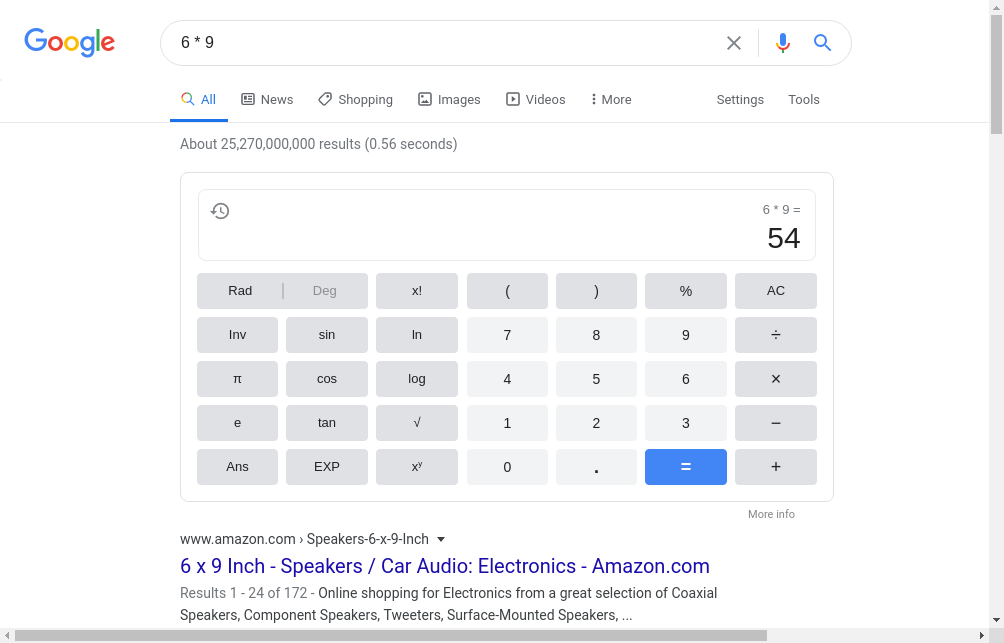 Google
6 * 9
All News Shopping Images Videos More Settings Tools
About 25,270,000,000 results (0.56 seconds)
6 * 9 =
54
Rad Deg x! ( ) % AC
Inv sin ln 7 8 9 ÷
π cos log 4 5 6 ×
e tan √ 1 2 3 −
Ans EXP xʸ 0 . = +
More info
www.amazon.com › Speakers-6-x-9-Inch
6 x 9 Inch - Speakers / Car Audio: Electronics - Amazon.com
Results 1 - 24 of 172 - Online shopping for Electronics from a great selection of Coaxial
Speakers, Component Speakers, Tweeters, Surface-Mounted Speakers, ...